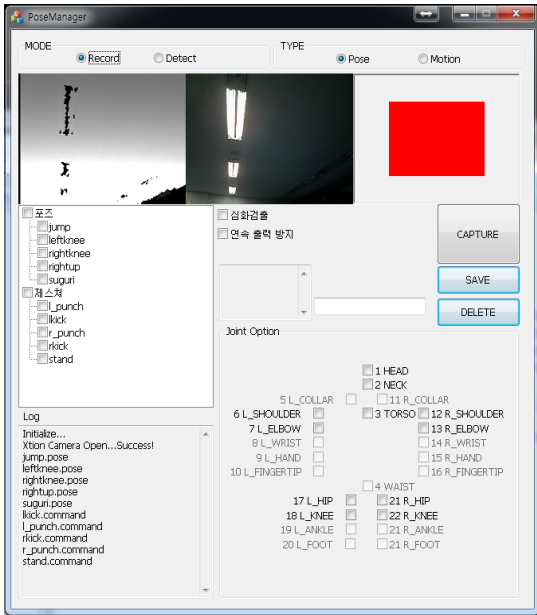 PoseManager
MODE
Record
Detect
TYPE
Pose
Motion
포즈
jump
leftknee
rightknee
rightup
suguri
제스쳐
l_punch
lkick
r_punch
rkick
stand
심화검출
연속 출력 방지
CAPTURE
SAVE
DELETE
Joint Option
1 HEAD
2 NECK
5 L_COLLAR 11 R_COLLAR
6 L_SHOULDER 3 TORSO 12 R_SHOULDER
7 L_ELBOW 13 R_ELBOW
8 L_WRIST 14 R_WRIST
9 L_HAND 15 R_HAND
10 L_FINGERTIP 16 R_FINGERTIP
4 WAIST
17 L_HIP 21 R_HIP
18 L_KNEE 22 R_KNEE
19 L_ANKLE 21 R_ANKLE
20 L_FOOT 21 R_FOOT
Log
Initialize...
Xtion Camera Open...Success!
jump.pose
leftknee.pose
rightknee.pose
rightup.pose
suguri.pose
lkick.command
l_punch.command
rkick.command
r_punch.command
stand.command